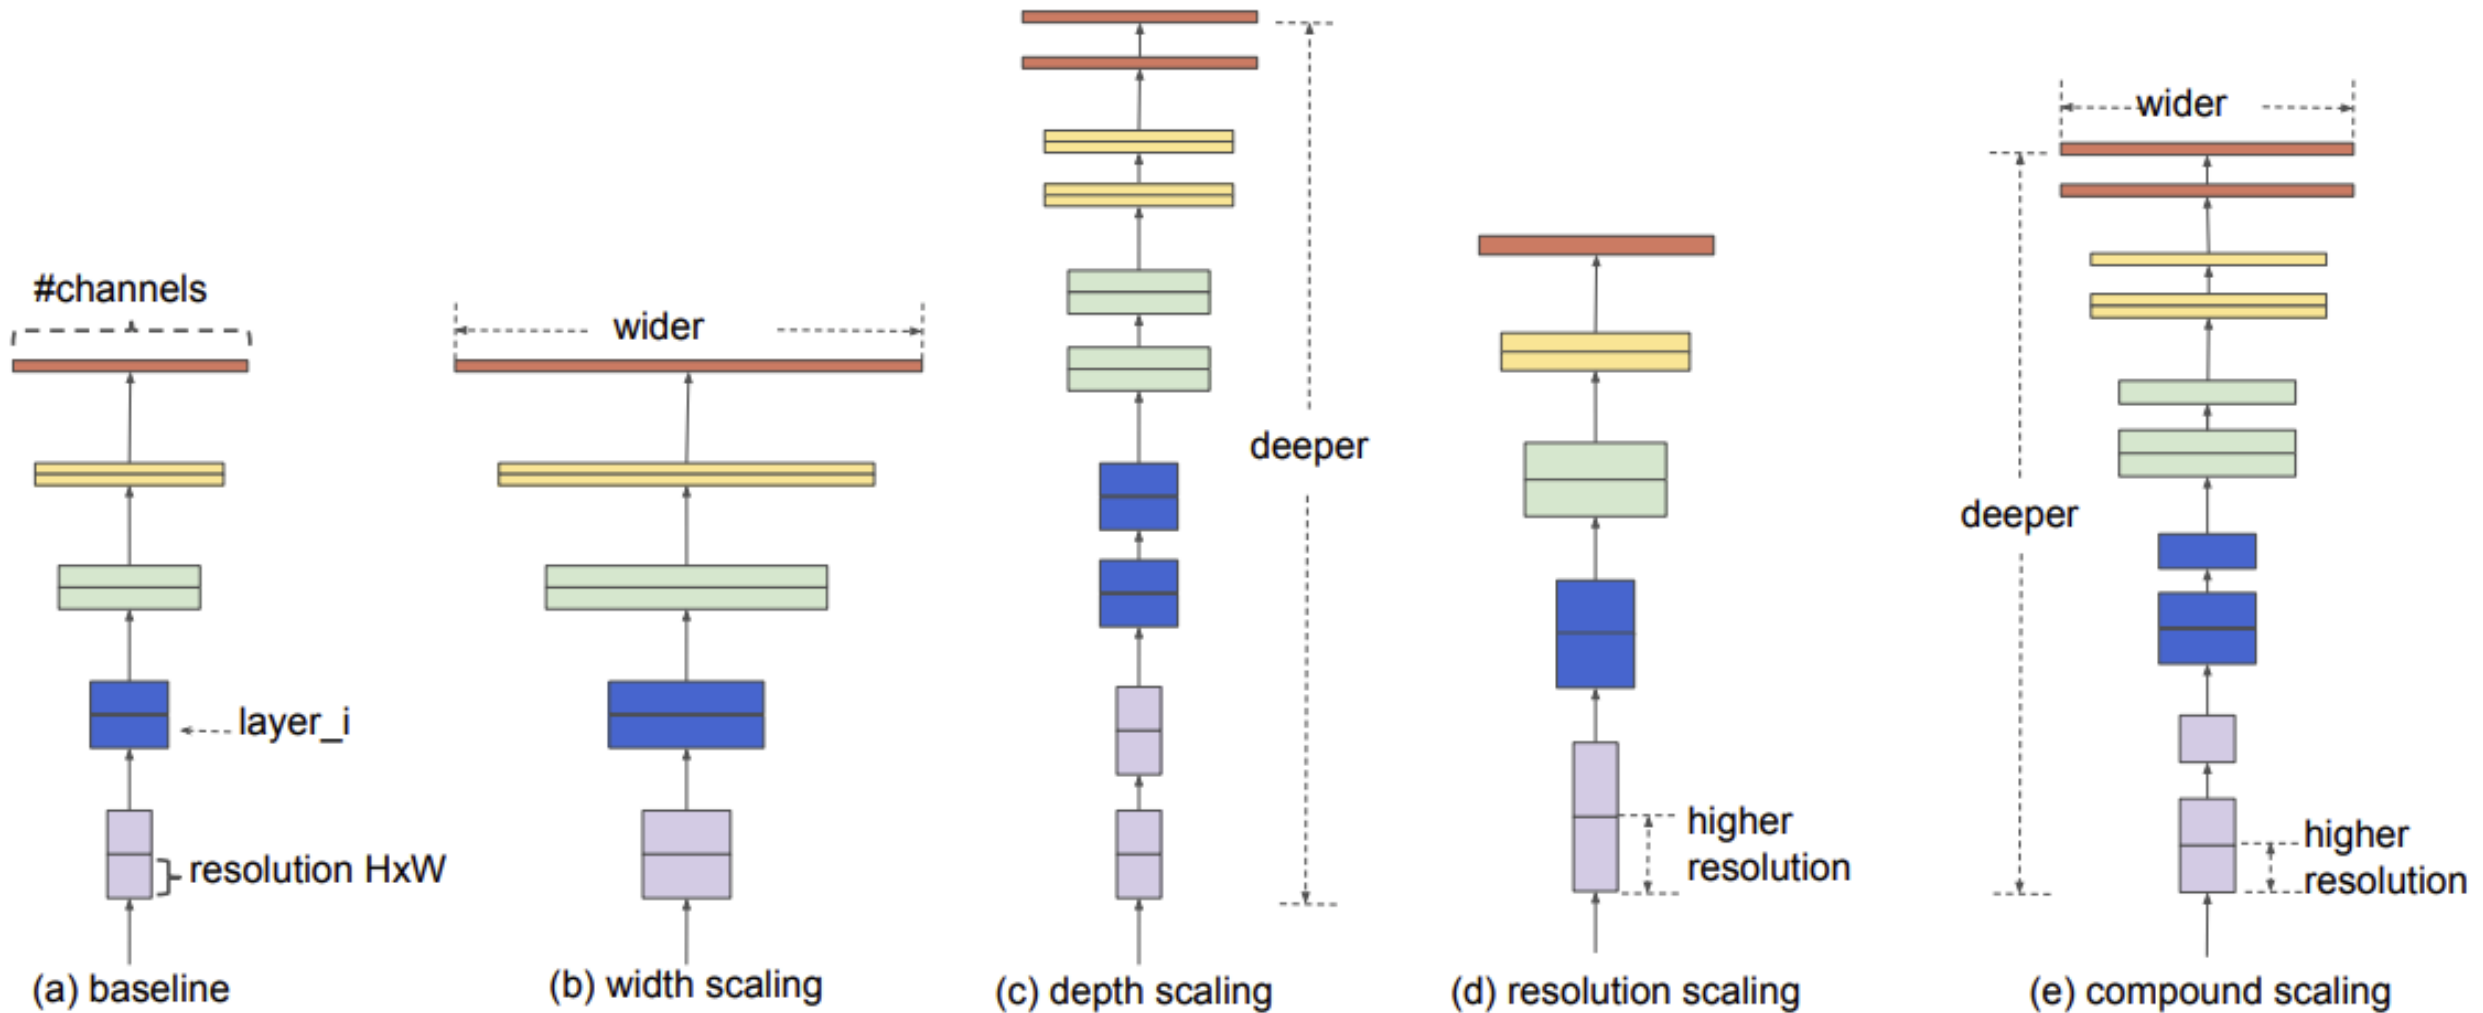 #channels
layer_i
resolution HxW
(a) baseline
wider
(b) width scaling
deeper
(c) depth scaling
higher
resolution
(d) resolution scaling
wider
deeper
higher
resolution
(e) compound scaling